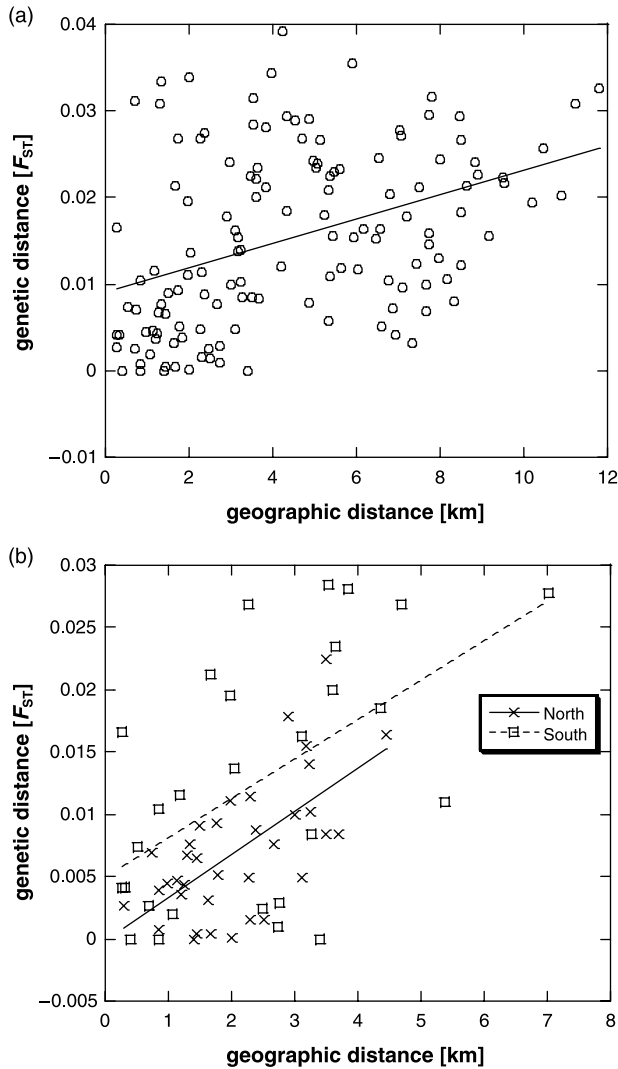 (a)
0.04
0.03
0.02
0.01
0
−0.01
genetic distance [FST]
0 2 4 6 8 10 12
geographic distance [km]
(b)
0.03
0.025
0.02
0.015
0.01
0.005
0
−0.005
genetic distance [FST]
North
South
0 1 2 3 4 5 6 7 8
geographic distance [km]